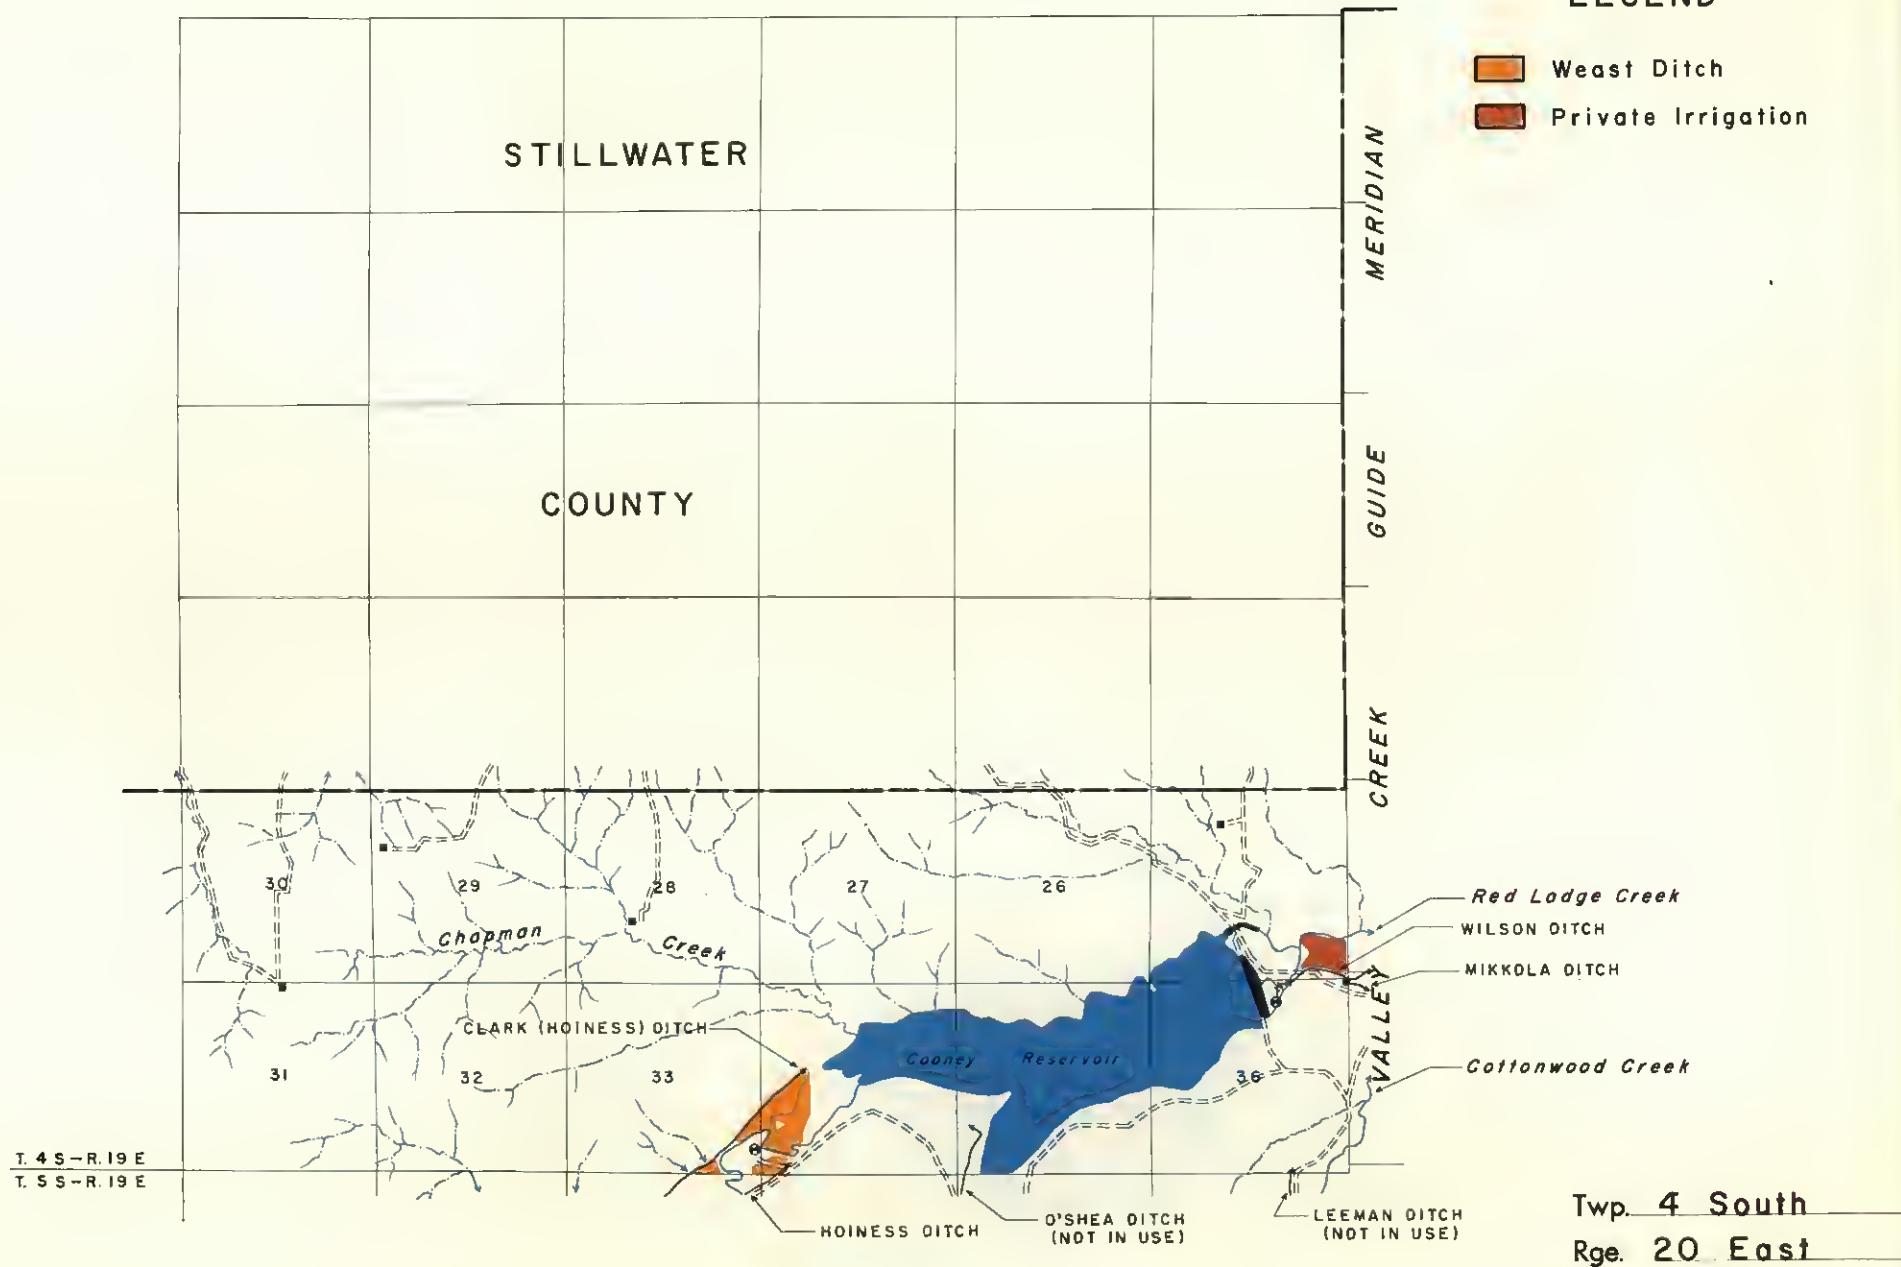 LEGEND
Weast Ditch
Private Irrigation
STILLWATER
COUNTY
MERIDIAN
GUIDE
CREEK
VALLEY
30
29
28
27
26
Chapman Creek
Red Lodge Creek
WILSON DITCH
MIKKOLA DITCH
CLARK (HOINESS) DITCH
Cooney Reservoir
31
32
33
36
Cottonwood Creek
T. 4 S-R. 19 E
T. 5 S-R. 19 E
HOINESS DITCH
O'SHEA DITCH
(NOT IN USE)
LEEMAN DITCH
(NOT IN USE)
Twp. 4 South
Rge. 20 East